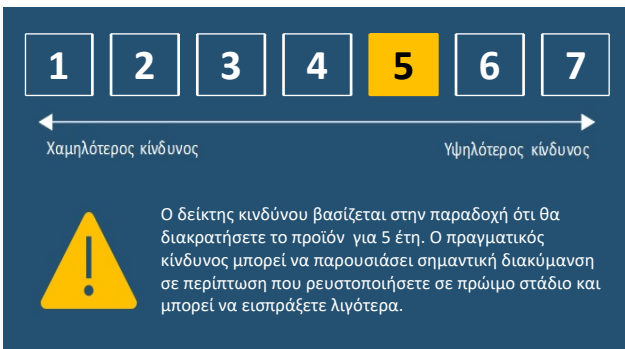 1 2 3 4 5 6 7
Χαμηλότερος κίνδυνος Υψηλότερος κίνδυνος
Ο δείκτης κινδύνου βασίζεται στην παραδοχή ότι θα
διακρατήσετε το προϊόν για 5 έτη. Ο πραγματικός
κίνδυνος μπορεί να παρουσιάσει σημαντική διακύμανση
σε περίπτωση που ρευστοποιήσετε σε πρώιμο στάδιο και
μπορεί να εισπράξετε λιγότερα.